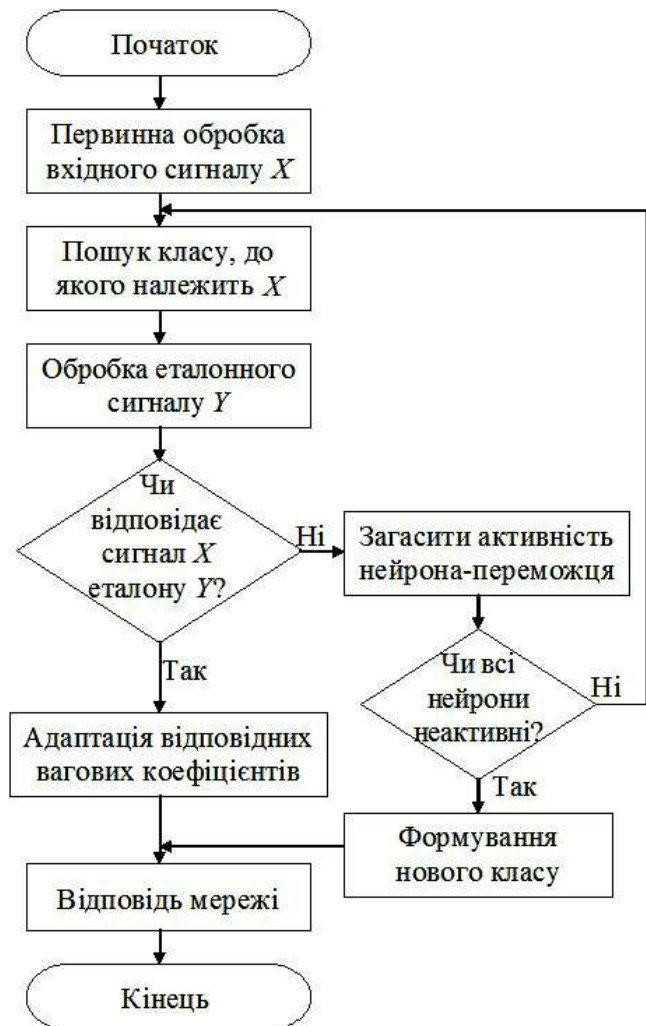 Початок
Первинна обробка
вхідного сигналу X
Пошук класу, до
якого належить X
Обробка еталонного
сигналу Y
Чи
відповідає
сигнал X
еталону Y?
Ні
Загасити активність
нейрона-переможця
Так
Чи всі
нейрони
неактивні?
Ні
Адаптація відповідних
вагових коефіцієнтів
Так
Формування
нового класу
Відповідь мережі
Кінець